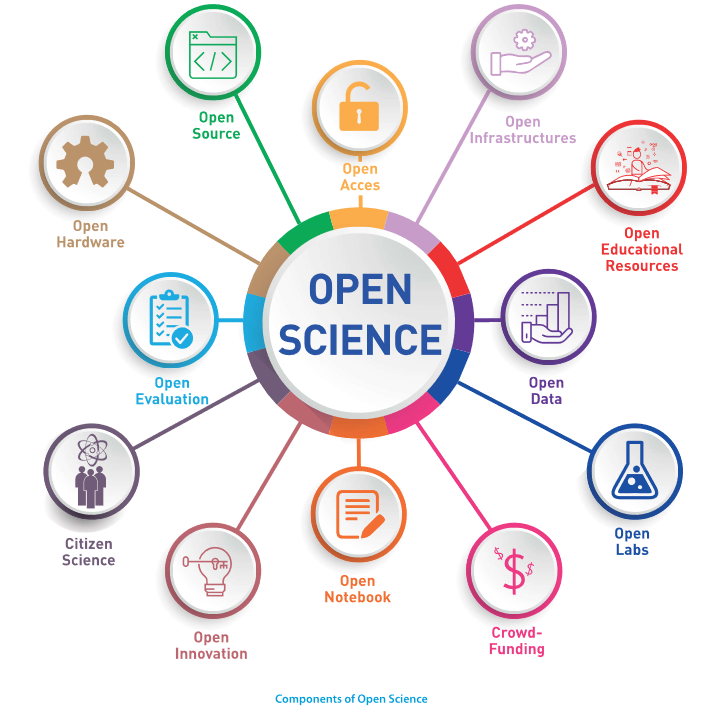 Open
Source
Open
Acces
Open
Infrastructures
Open
Hardware
Open
Educational
Resources
OPEN
SCIENCE
Open
Evaluation
Open
Data
Citizen
Science
Open
Labs
Open
Notebook
Open
Innovation
Crowd-
Funding
Components of Open Science